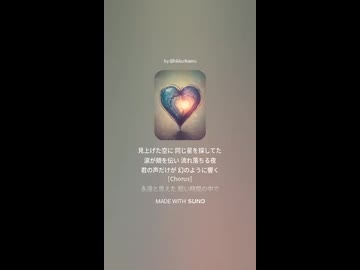 見上げた空に 同じ星を探してた
涙が頬を伝い 流れ落ちる夜
君の声だけが 幻のように響く
[Chorus]
永遠と思えた 短い時間の中で
MADE WITH SUNO